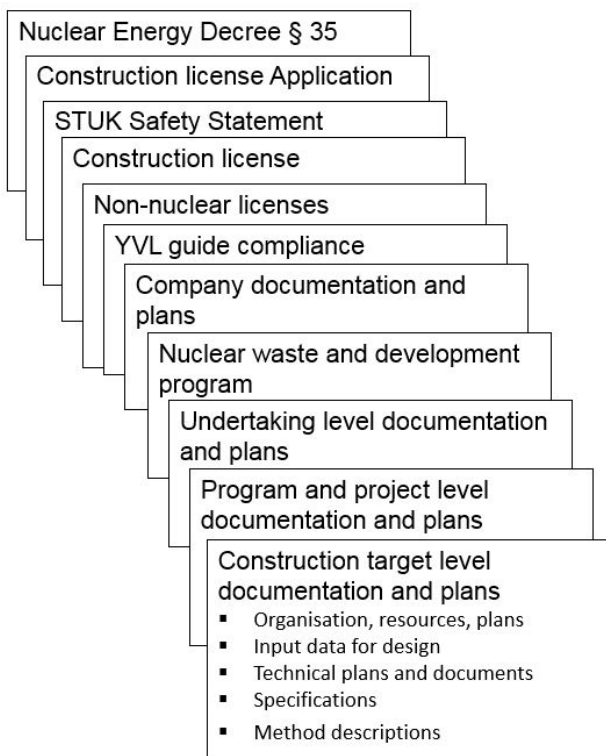 Nuclear Energy Decree § 35
Construction license Application
STUK Safety Statement
Construction license
Non-nuclear licenses
YVL guide compliance
Company documentation and
plans
Nuclear waste and development
program
Undertaking level documentation
and plans
Program and project level
documentation and plans
Construction target level
documentation and plans
▪ Organisation, resources, plans
▪ Input data for design
▪ Technical plans and documents
▪ Specifications
▪ Method descriptions